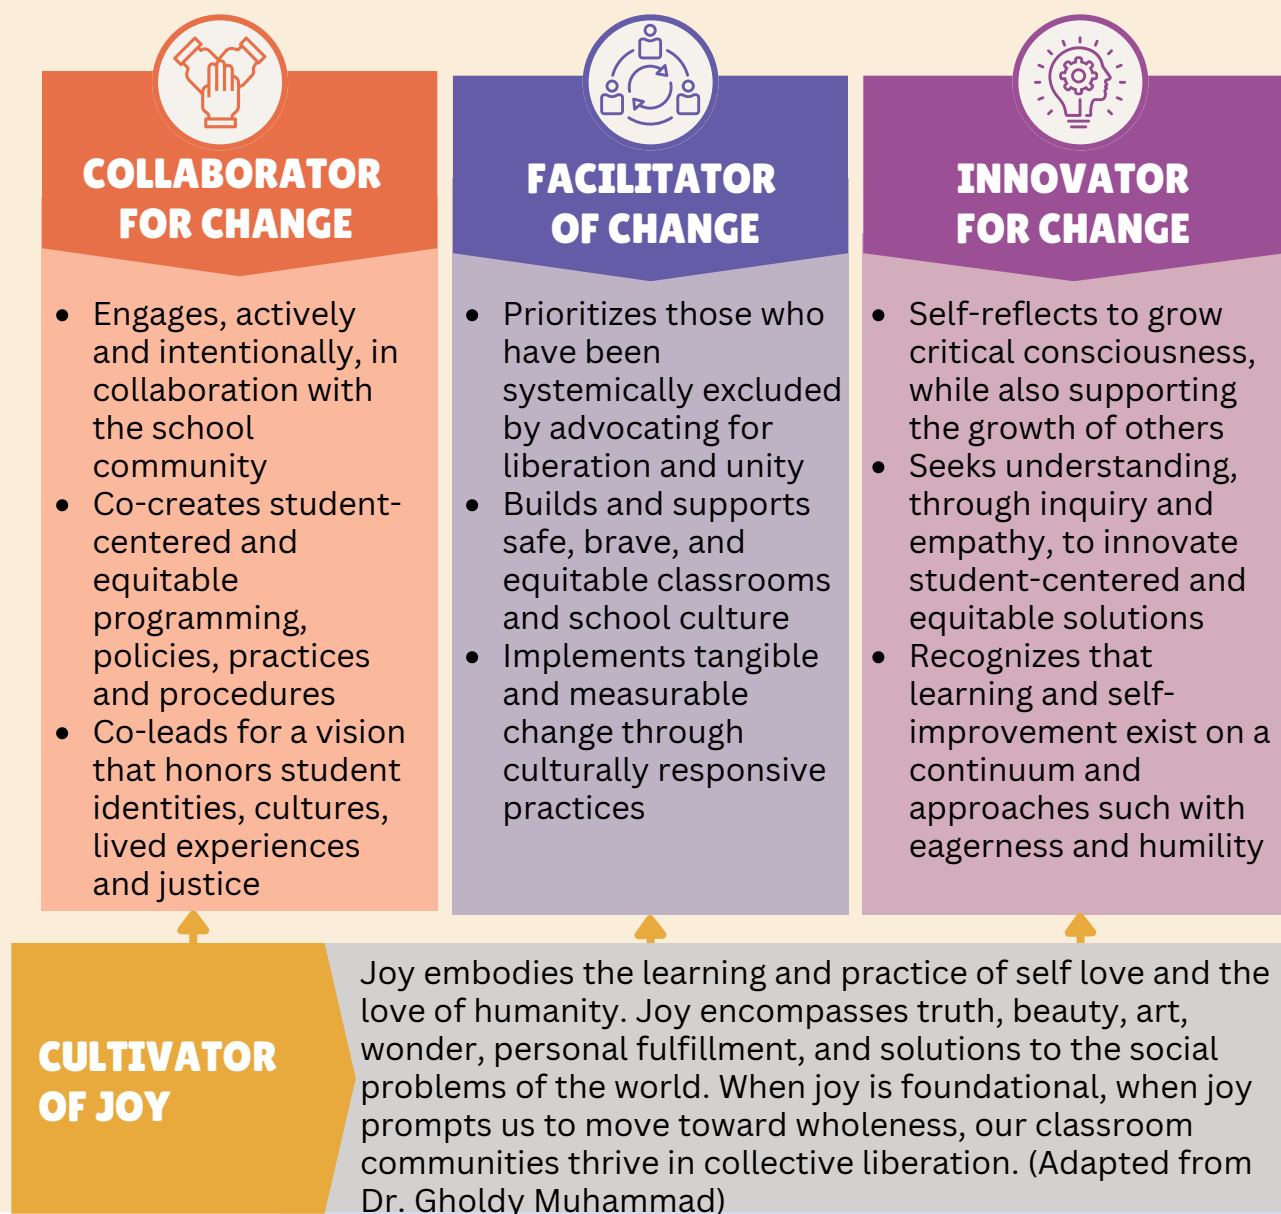 COLLABORATOR
FOR CHANGE
• Engages, actively
and intentionally, in
collaboration with
the school
community
• Co-creates student-
centered and
equitable
programming,
policies, practices
and procedures
• Co-leads for a vision
that honors student
identities, cultures,
lived experiences
and justice
FACILITATOR
OF CHANGE
• Prioritizes those who
have been
systemically excluded
by advocating for
liberation and unity
• Builds and supports
safe, brave, and
equitable classrooms
and school culture
• Implements tangible
and measurable
change through
culturally responsive
practices
INNOVATOR
FOR CHANGE
• Self-reflects to grow
critical consciousness,
while also supporting
the growth of others
• Seeks understanding,
through inquiry and
empathy, to innovate
student-centered and
equitable solutions
• Recognizes that
learning and self-
improvement exist on a
continuum and
approaches such with
eagerness and humility
CULTIVATOR
OF JOY
Joy embodies the learning and practice of self love and the
love of humanity. Joy encompasses truth, beauty, art,
wonder, personal fulfillment, and solutions to the social
problems of the world. When joy is foundational, when joy
prompts us to move toward wholeness, our classroom
communities thrive in collective liberation. (Adapted from
Dr. Gholdy Muhammad)